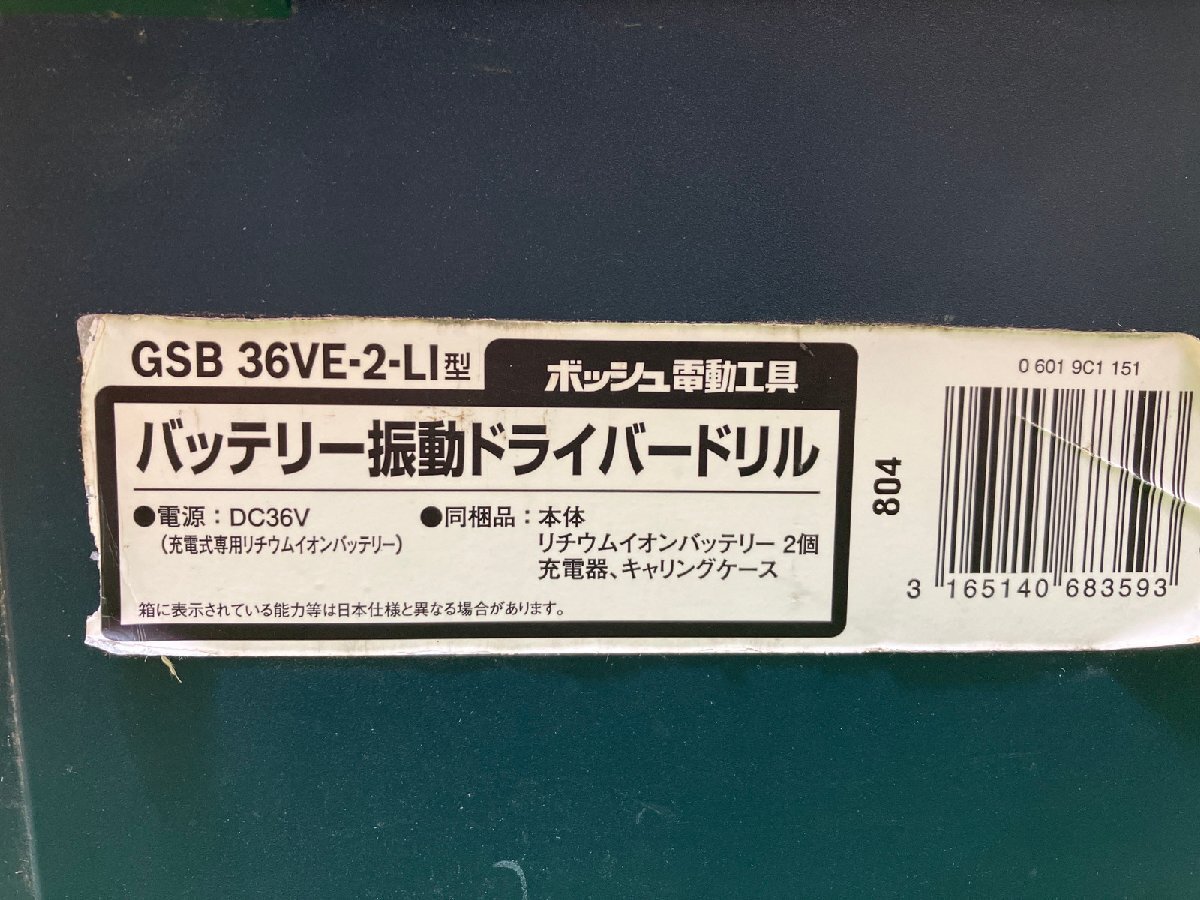 GSB 36VE-2-LI型
ボッシュ電動工具
バッテリー振動ドライバードリル
●電源：DC36V
（充電式専用リチウムイオンバッテリー）
●同梱品：本体
リチウムイオンバッテリー 2個
充電器、キャリングケース
箱に表示されている能力等は日本仕様と異なる場合があります。
804
0 601 9C1 151
3 165140 683593